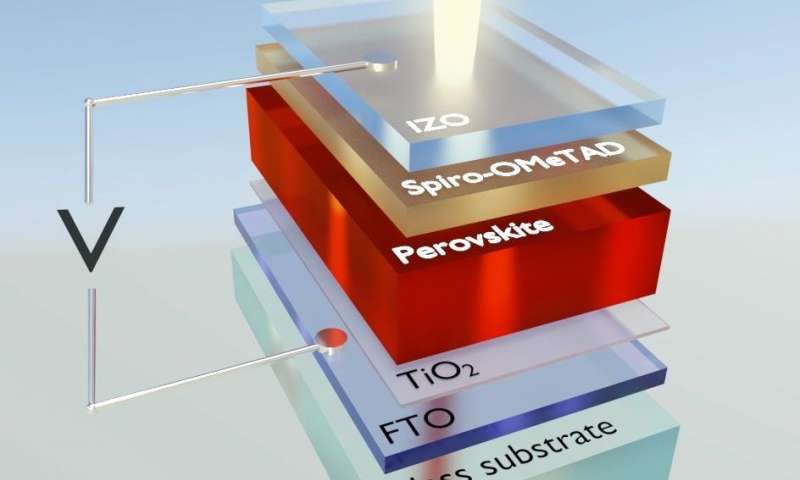 IZO
Spiro-OMeTAD
Perovskite
V
TiO₂
FTO
substrate